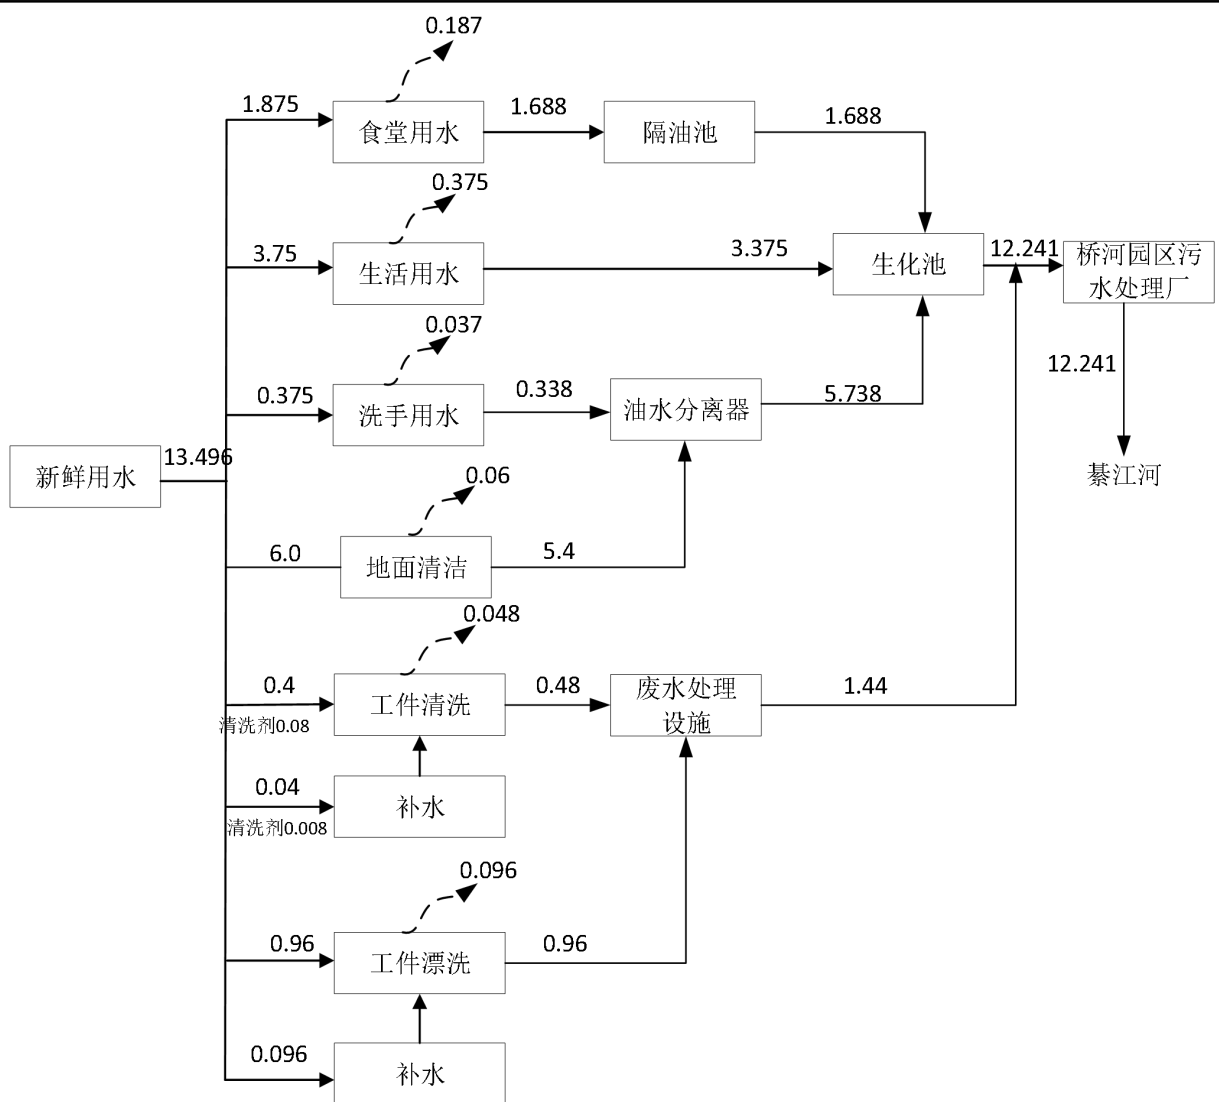 0.187
1.875
食堂用水
1.688
隔油池
1.688
0.375
3.75
生活用水
3.375
生化池
12.241
桥河园区污
水处理厂
0.037
0.375
洗手用水
0.338
油水分离器
5.738
12.241
綦江河
新鲜用水
13.496
0.06
6.0
地面清洁
5.4
0.048
0.4
清洗剂0.08
工件清洗
0.48
废水处理
设施
1.44
0.04
清洗剂0.008
补水
0.096
0.96
工件漂洗
0.96
0.096
补水